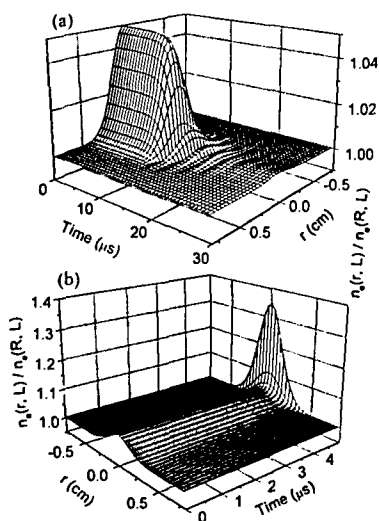 (a)
1.04
1.02
1.00
n_e(r, L) / n_e(R, L)
0
10
20
30
Time (μs)
-0.5
0.0
0.5
r (cm)
(b)
1.4
1.3
1.2
1.1
1.0
n_e(r, L) / n_e(R, L)
-0.5
0.0
0.5
r (cm)
0
1
2
3
4
Time (μs)